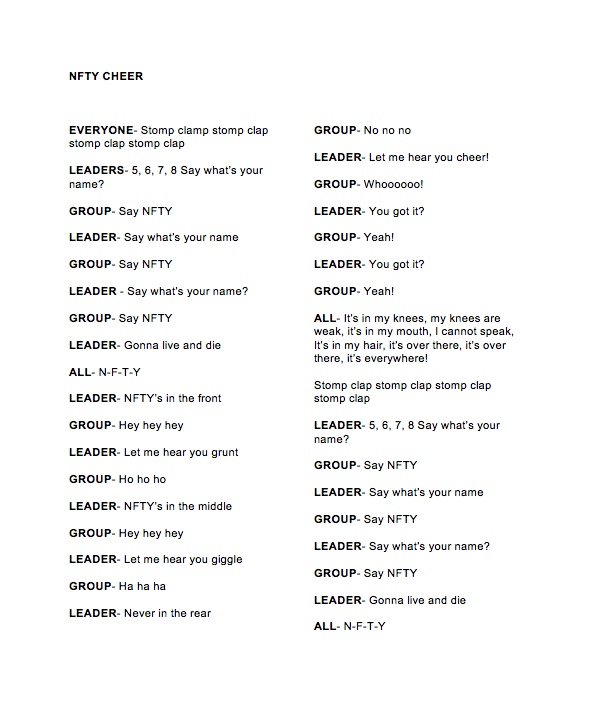 NFTY CHEER
EVERYONE- Stomp clamp stomp clap
stomp clap stomp clap
LEADERS- 5, 6, 7, 8 Say what's your
name?
GROUP- Say NFTY
LEADER- Say what's your name
GROUP- Say NFTY
LEADER - Say what's your name?
GROUP- Say NFTY
LEADER- Gonna live and die
ALL- N-F-T-Y
LEADER- NFTY's in the front
GROUP- Hey hey hey
LEADER- Let me hear you grunt
GROUP- Ho ho ho
LEADER- NFTY's in the middle
GROUP- Hey hey hey
LEADER- Let me hear you giggle
GROUP- Ha ha ha
LEADER- Never in the rear
GROUP- No no no
LEADER- Let me hear you cheer!
GROUP- Whoooooo!
LEADER- You got it?
GROUP- Yeah!
LEADER- You got it?
GROUP- Yeah!
ALL- It's in my knees, my knees are
weak, it's in my mouth, I cannot speak,
It's in my hair, it's over there, it's over
there, it's everywhere!
Stomp clap stomp clap stomp clap
stomp clap
LEADER- 5, 6, 7, 8 Say what's your
name?
GROUP- Say NFTY
LEADER- Say what's your name
GROUP- Say NFTY
LEADER- Say what's your name?
GROUP- Say NFTY
LEADER- Gonna live and die
ALL- N-F-T-Y